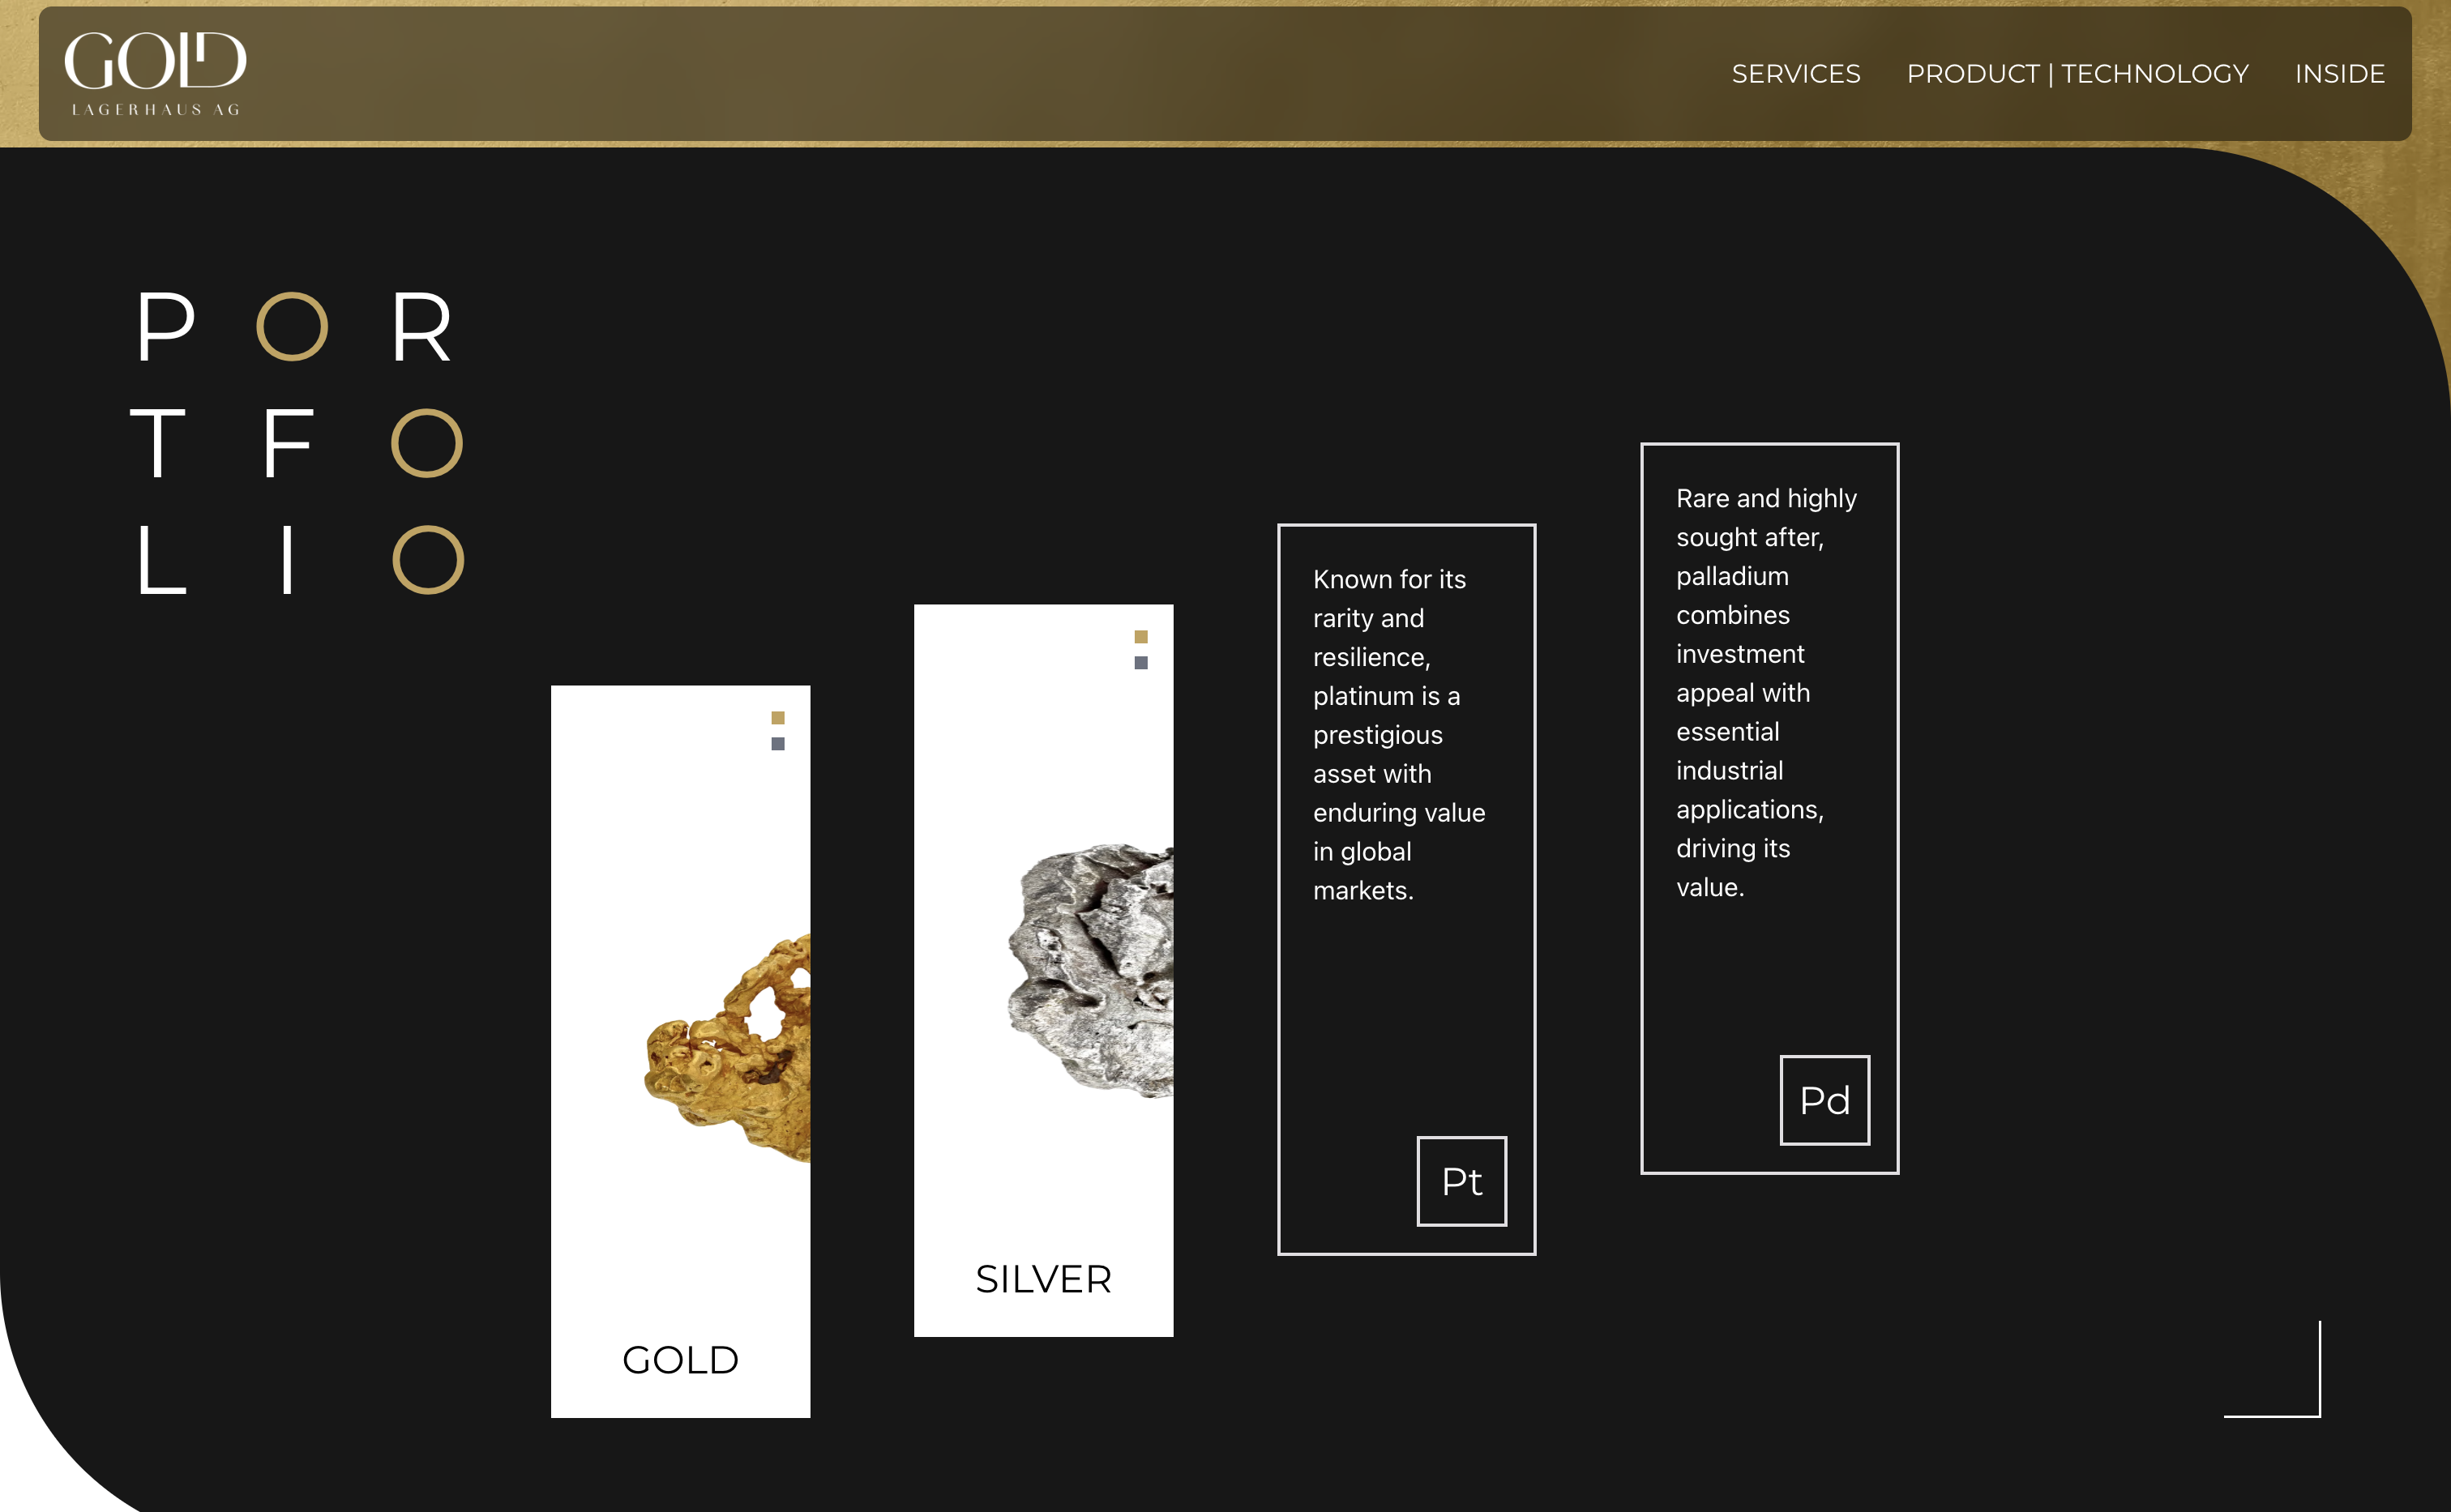 GOLD
LAGERHAUS AG
SERVICES PRODUCT | TECHNOLOGY INSIDE
P O R
T F O
L I O
GOLD
SILVER
Known for its
rarity and
resilience,
platinum is a
prestigious
asset with
enduring value
in global
markets.
Pt
Rare and highly
sought after,
palladium
combines
investment
appeal with
essential
industrial
applications,
driving its
value.
Pd